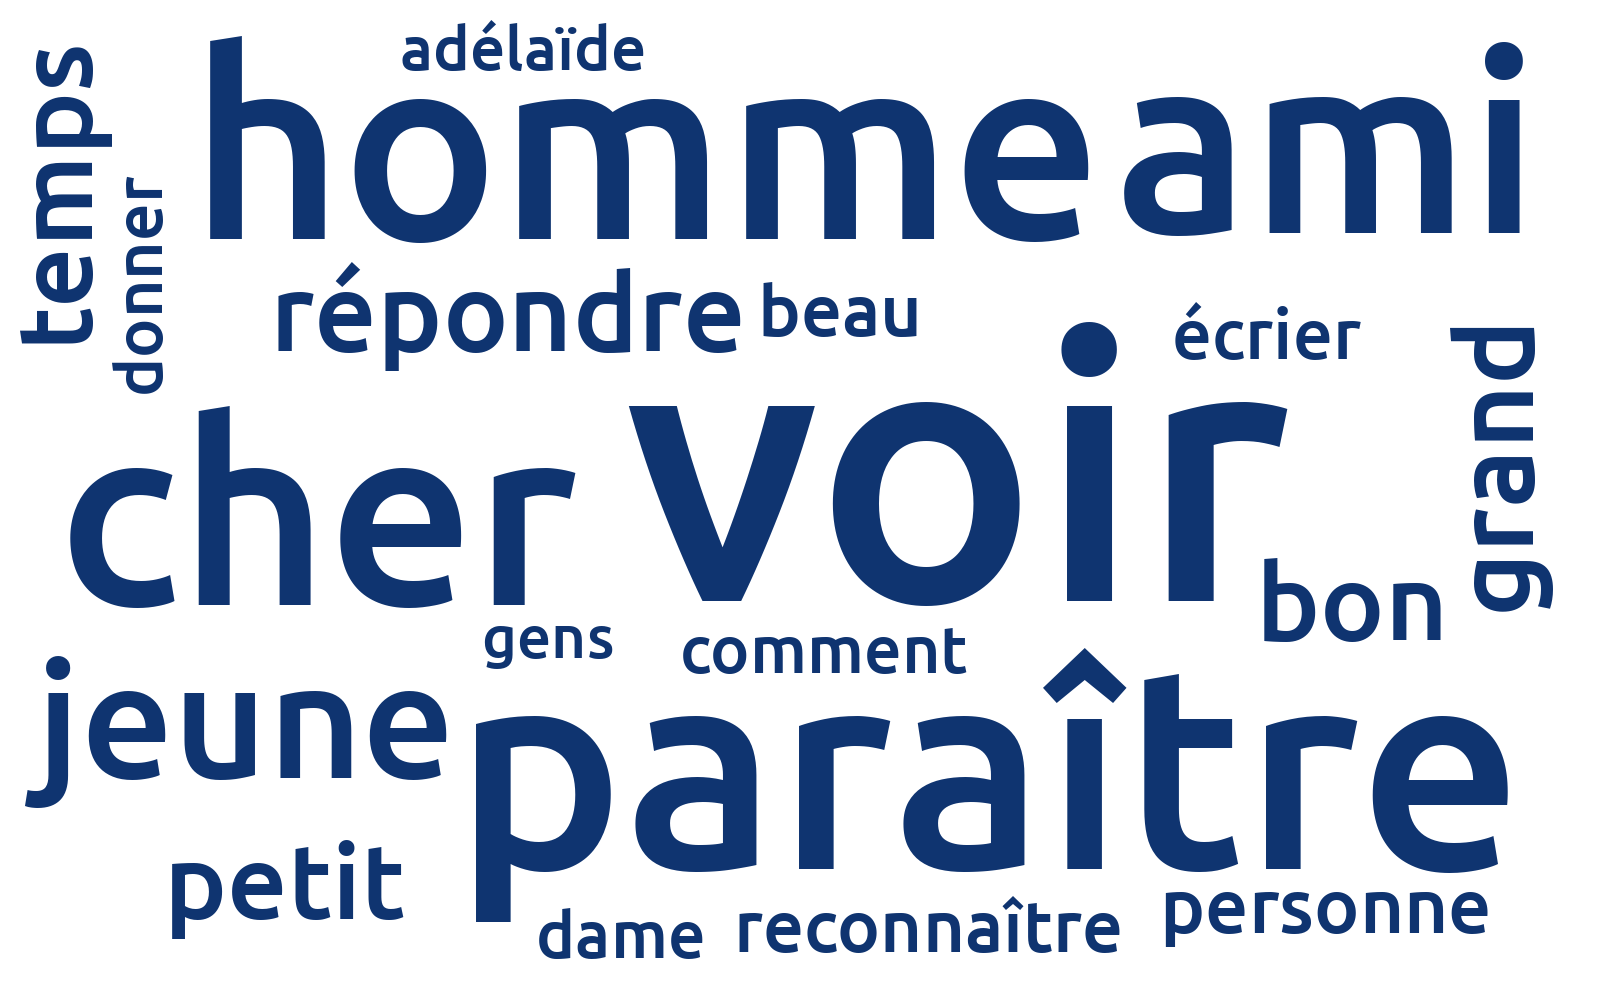 adélaïde
temps
homme ami
donner
répondre beau
écrier
cher voir
grand
bon
gens
comment
jeune
paraître
petit
personne
dame
reconnaître